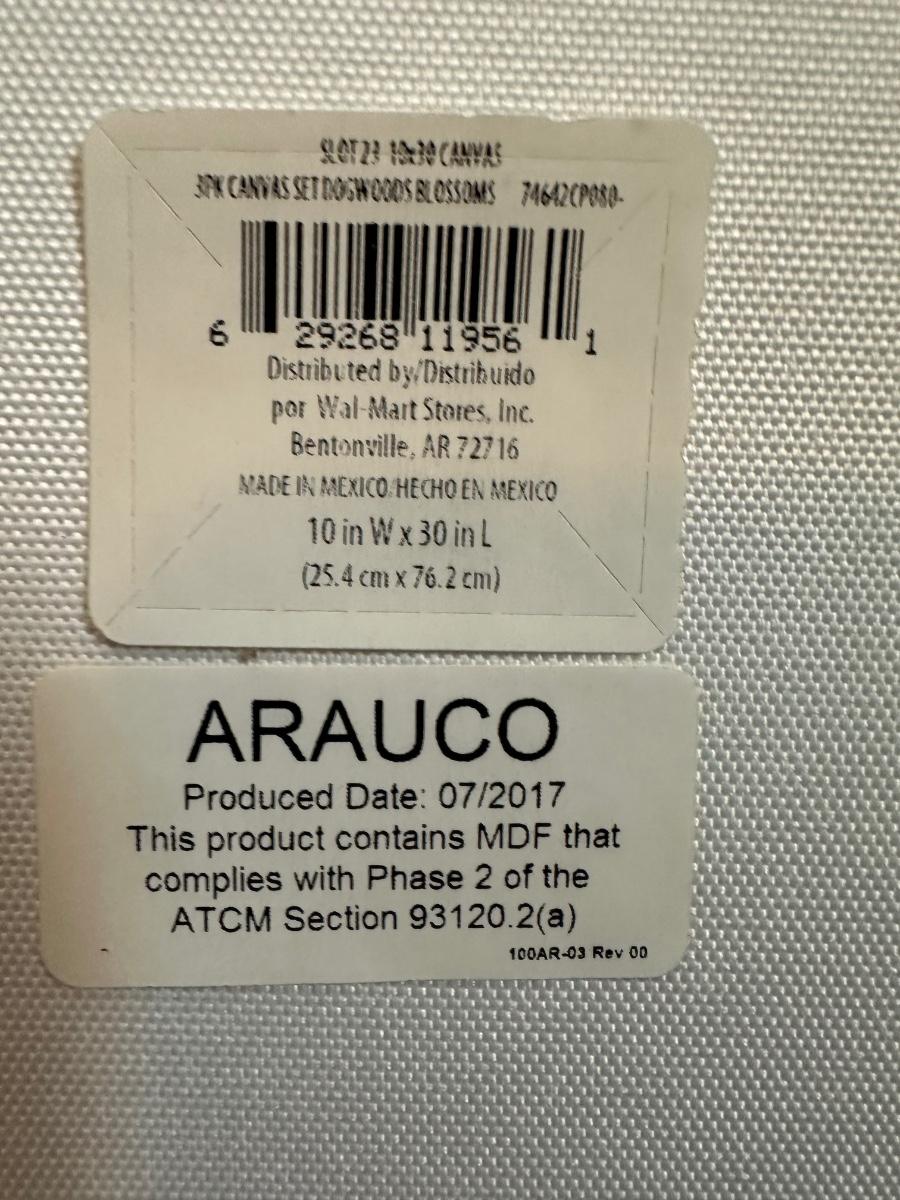 SLOT 23 10x30 CANVAS
3PK CANVAS SET DOGWOODS BLOSSOMS 74642CP080-
6 29268 11956 1
Distributed by/Distribuido
por Wal-Mart Stores, Inc.
Bentonville, AR 72716
MADE IN MEXICO/HECHO EN MEXICO
10 in W x 30 in L
(25.4 cm x 76.2 cm)
ARAUCO
Produced Date: 07/2017
This product contains MDF that
complies with Phase 2 of the
ATCM Section 93120.2(a)
100AR-03 Rev 00